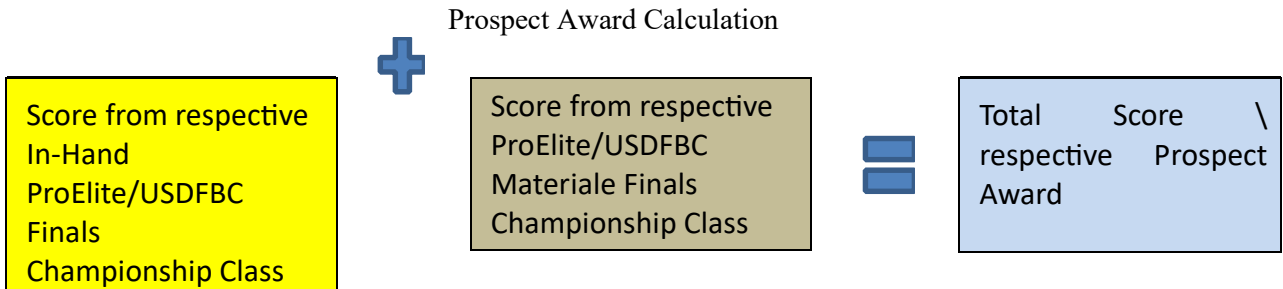 Prospect Award Calculation
Score from respective
In-Hand
ProElite/USDFBC
Finals
Championship Class
Score from respective
ProElite/USDFBC
Materiale Finals
Championship Class
Total Score \
respective Prospect
Award